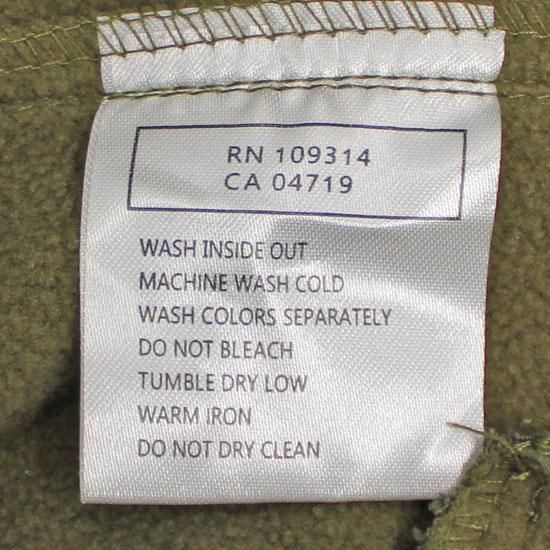 RN 109314
CA 04719
WASH INSIDE OUT
MACHINE WASH COLD
WASH COLORS SEPARATELY
DO NOT BLEACH
TUMBLE DRY LOW
WARM IRON
DO NOT DRY CLEAN